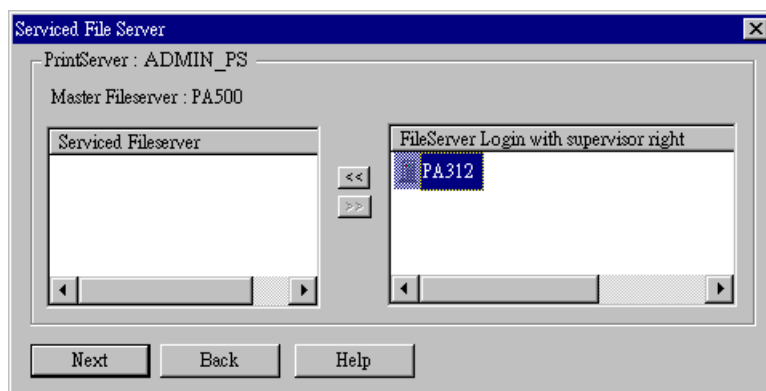 Serviced File Server
PrintServer : ADMIN_PS
Master Fileserver : PA500
Serviced Fileserver
FileServer Login with supervisor right
PA312
<<
>>
Next
Back
Help